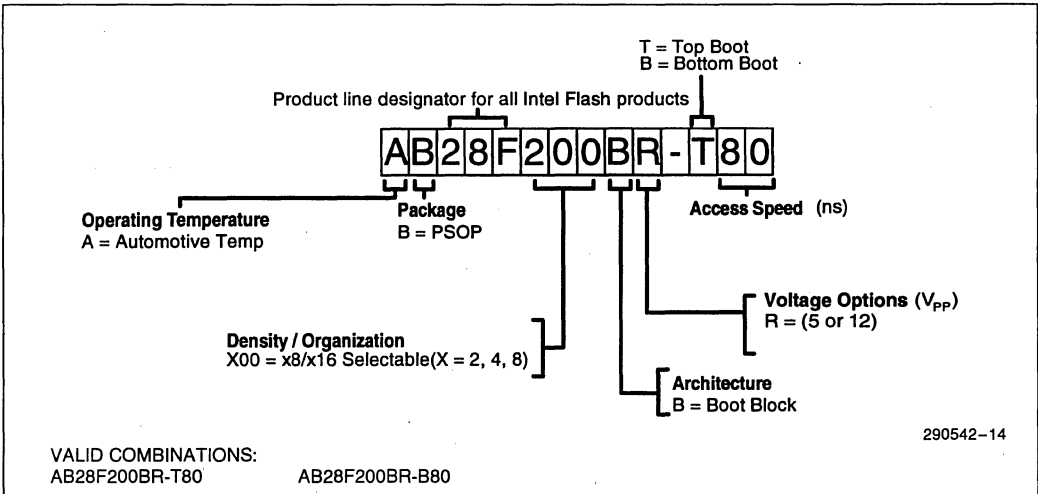 T = Top Boot
B = Bottom Boot
Product line designator for all Intel Flash products
AB28F200BR-T80
Operating Temperature
A = Automotive Temp
Package
B = PSOP
Access Speed (ns)
Voltage Options (VPP)
R = (5 or 12)
Density / Organization
X00 = x8/x16 Selectable(X = 2, 4, 8)
Architecture
B = Boot Block
290542-14
VALID COMBINATIONS:
AB28F200BR-T80 AB28F200BR-B80